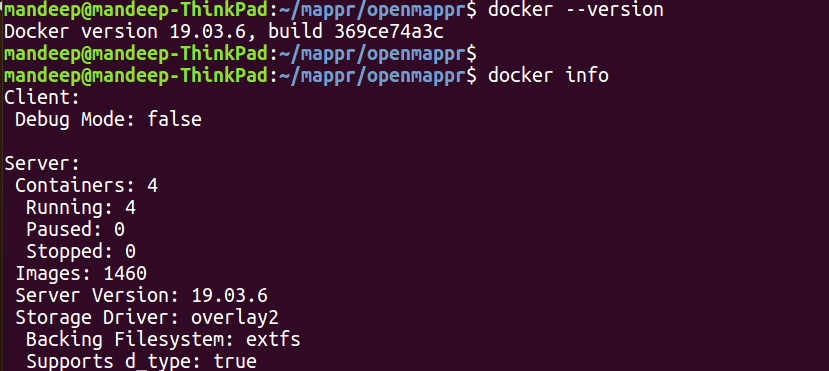 mandeep@mandeep-ThinkPad:~/mappr/openmappr$ docker --version
Docker version 19.03.6, build 369ce74a3c
mandeep@mandeep-ThinkPad:~/mappr/openmappr$
mandeep@mandeep-ThinkPad:~/mappr/openmappr$ docker info
Client:
 Debug Mode: false

Server:
 Containers: 4
  Running: 4
  Paused: 0
  Stopped: 0
 Images: 1460
 Server Version: 19.03.6
 Storage Driver: overlay2
  Backing Filesystem: extfs
  Supports d_type: true